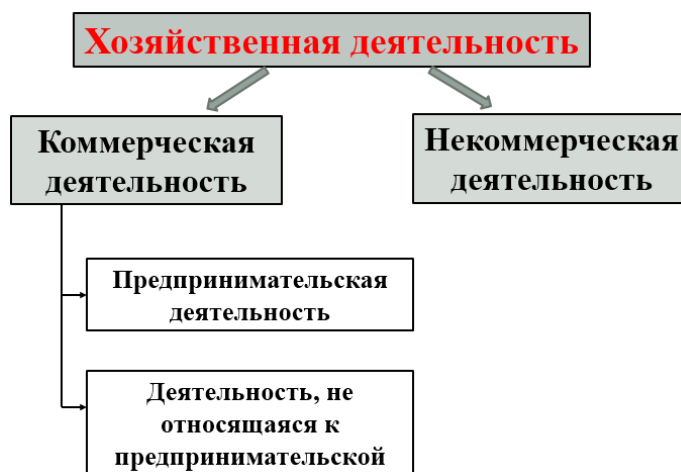 Хозяйственная деятельность
Коммерческая
деятельность
Некоммерческая
деятельность
Предпринимательская
деятельность
Деятельность, не
относящаяся к
предпринимательской